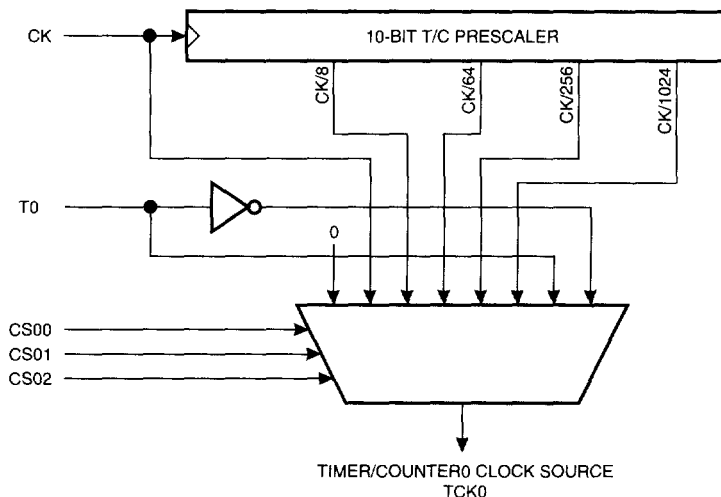 CK
10-BIT T/C PRESCALER
CK/8
CK/64
CK/256
CK/1024
T0
0
CS00
CS01
CS02
TIMER/COUNTER0 CLOCK SOURCE
TCK0